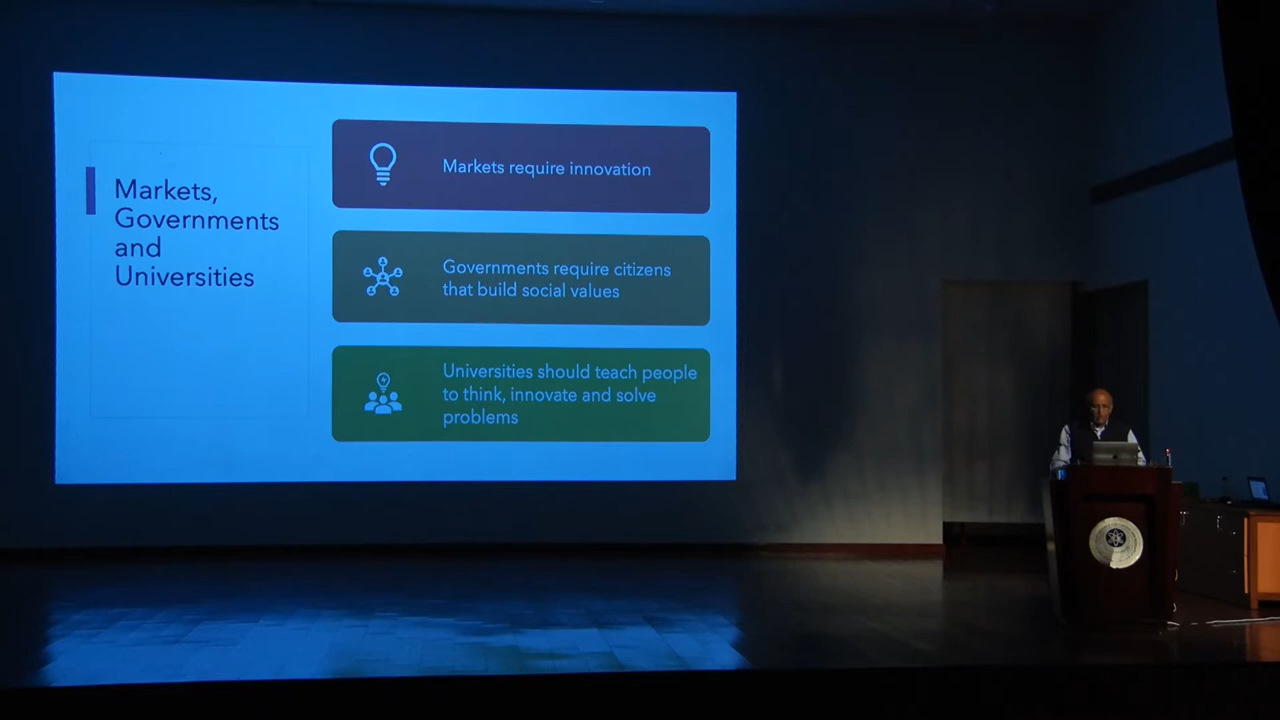 Markets,
Governments
and
Universities
Markets require innovation
Governments require citizens
that build social values
Universities should teach people
to think, innovate and solve
problems